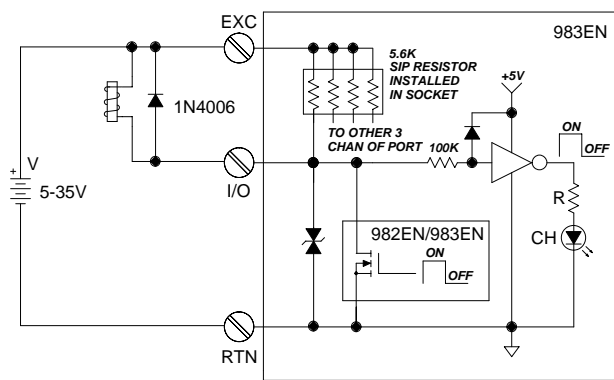 EXC
983EN
5.6K
SIP RESISTOR
INSTALLED
IN SOCKET
1N4006
+5V
TO OTHER 3
CHAN OF PORT
100K
ON
OFF
I/O
+
V
5-35V
R
982EN/983EN
ON
OFF
CH
RTN